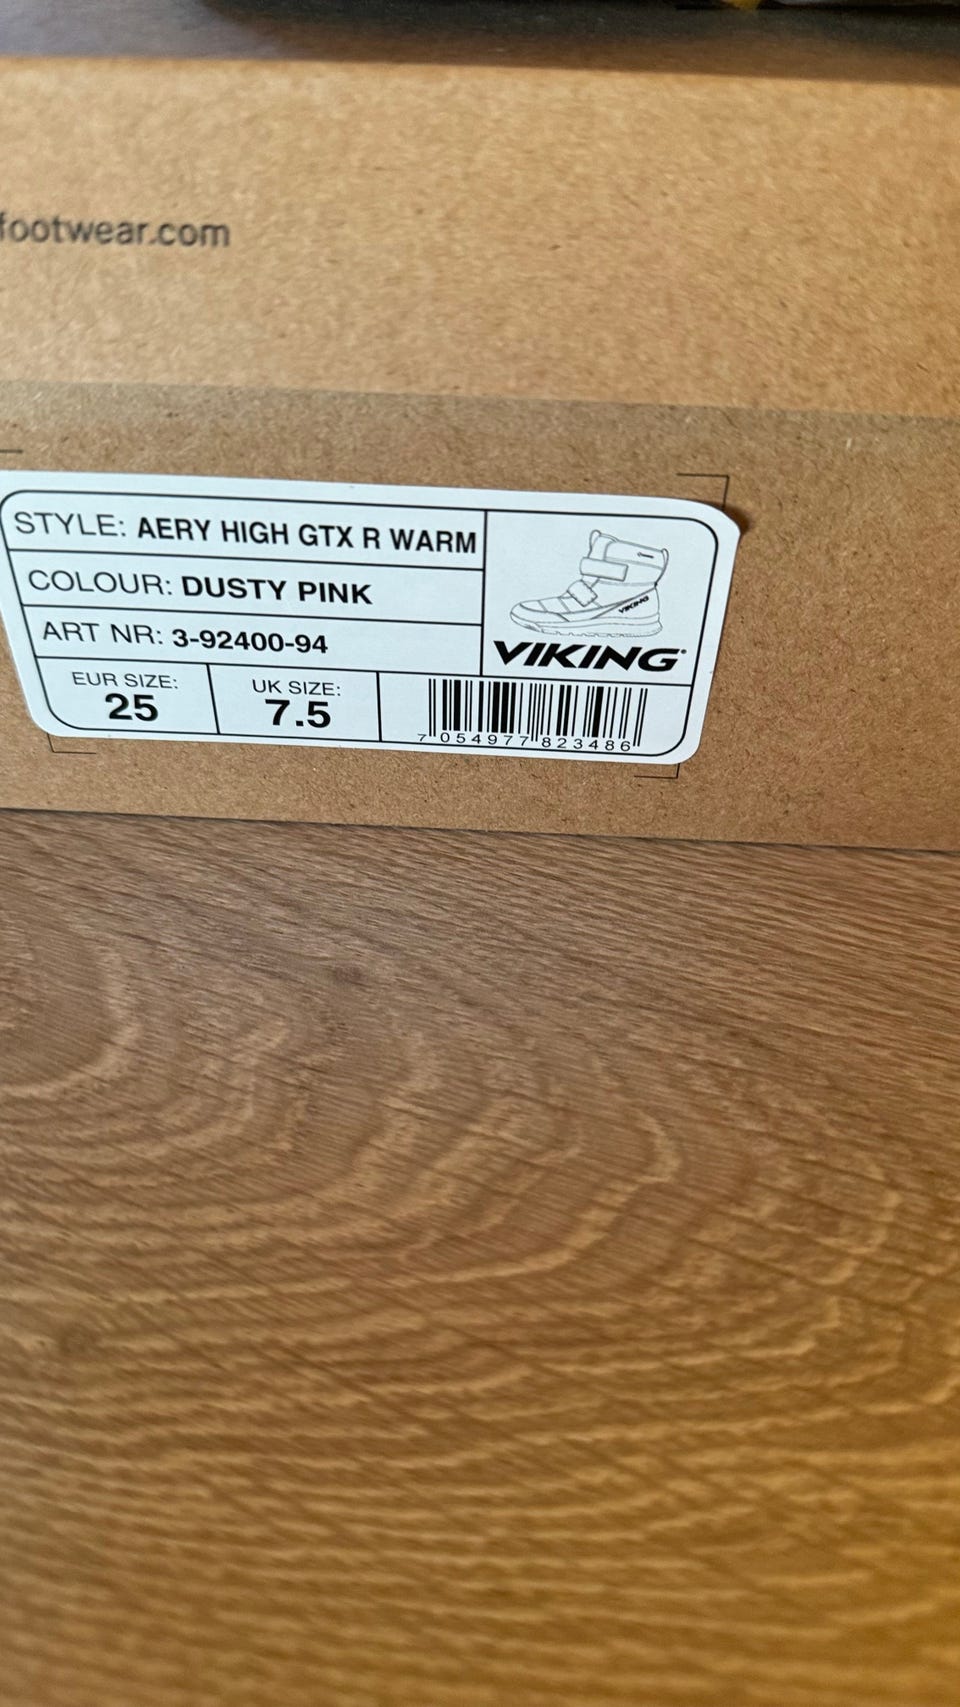 footwear.com
STYLE: AERY HIGH GTX R WARM
COLOUR: DUSTY PINK
ART NR: 3-92400-94
VIKING
VIKING
EUR SIZE:
25
UK SIZE:
7.5
7 054977 823486